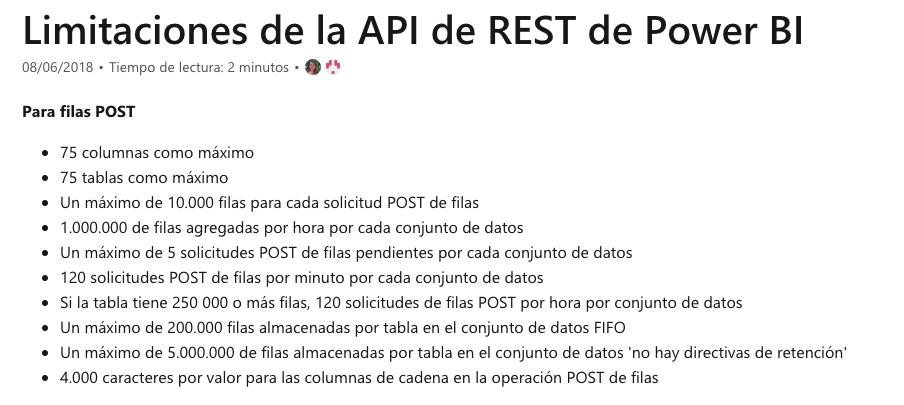 Limitaciones de la API de REST de Power BI
08/06/2018 • Tiempo de lectura: 2 minutos •
Para filas POST
• 75 columnas como máximo
• 75 tablas como máximo
• Un máximo de 10.000 filas para cada solicitud POST de filas
• 1.000.000 de filas agregadas por hora por cada conjunto de datos
• Un máximo de 5 solicitudes POST de filas pendientes por cada conjunto de datos
• 120 solicitudes POST de filas por minuto por cada conjunto de datos
• Si la tabla tiene 250 000 o más filas, 120 solicitudes de filas POST por hora por conjunto de datos
• Un máximo de 200.000 filas almacenadas por tabla en el conjunto de datos FIFO
• Un máximo de 5.000.000 de filas almacenadas por tabla en el conjunto de datos 'no hay directivas de retención'
• 4.000 caracteres por valor para las columnas de cadena en la operación POST de filas